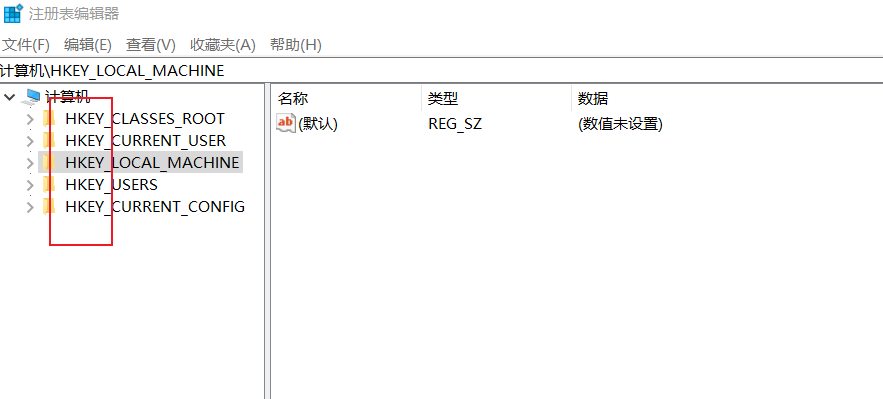 注册表编辑器
文件(F) 编辑(E) 查看(V) 收藏夹(A) 帮助(H)
计算机\HKEY_LOCAL_MACHINE
计算机
HKEY_CLASSES_ROOT
HKEY_CURRENT_USER
HKEY_LOCAL_MACHINE
HKEY_USERS
HKEY_CURRENT_CONFIG
名称 类型 数据
ab (默认) REG_SZ (数值未设置)